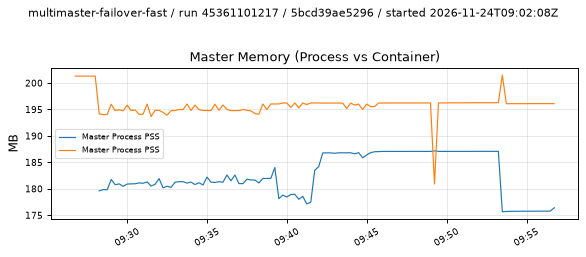 multimaster-failover-fast / run 45361101217 / 5bcd39ae5296 / started 2026-11-24T09:02:08Z
Master Memory (Process vs Container)
MB
200
195
190
185
180
175
Master Process PSS
Master Process PSS
09:30
09:35
09:40
09:45
09:50
09:55